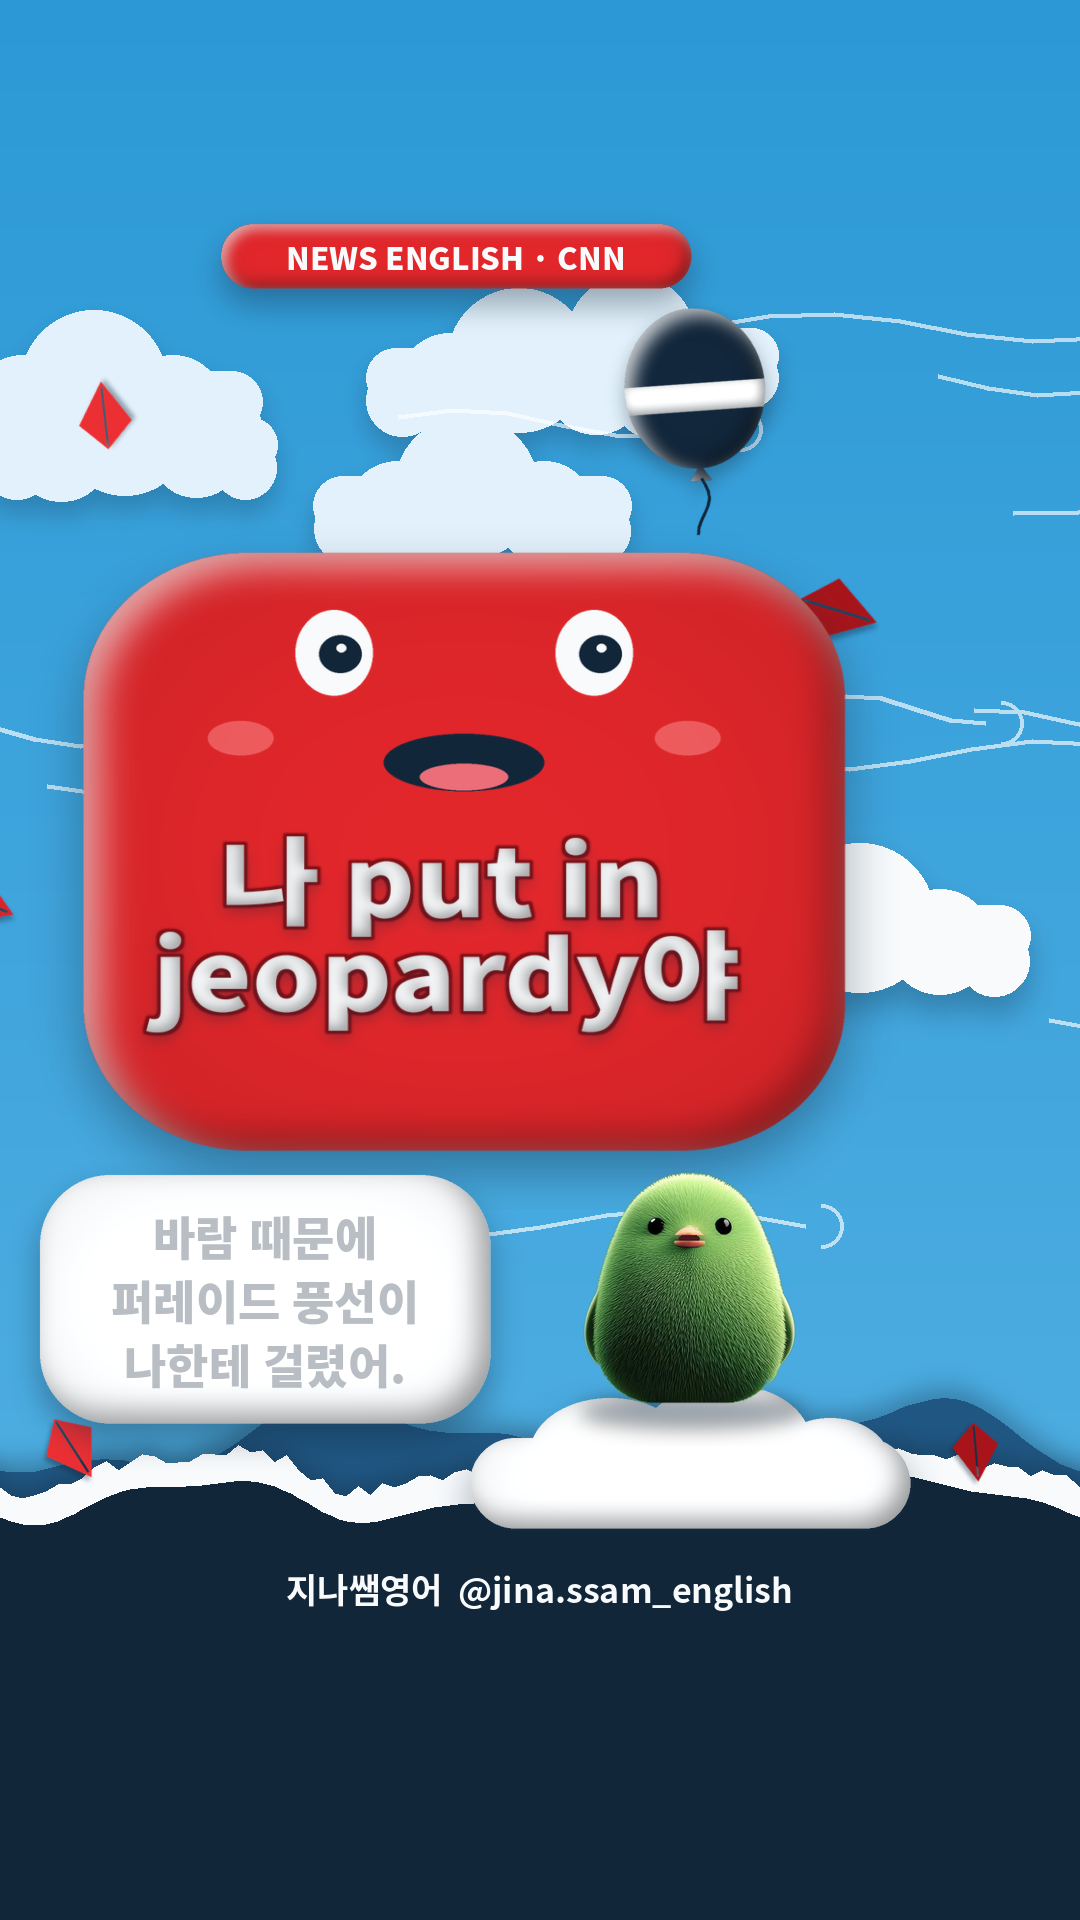 NEWS ENGLISH · CNN
나 put in
jeopardy야
바람 때문에
퍼레이드 풍선이
나한테 걸렸어.
지나쌤영어 @jina.ssam_english